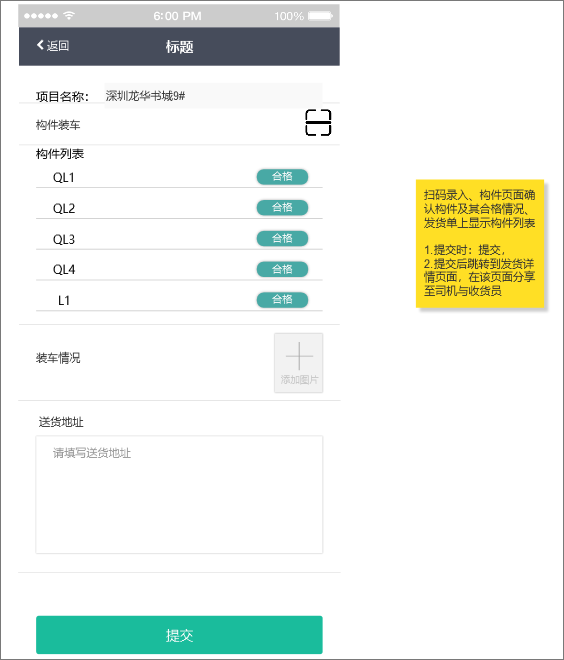 6:00 PM 100%
返回 标题
项目名称： 深圳龙华书城9#
构件装车
构件列表
QL1 合格
QL2 合格
QL3 合格
QL4 合格
L1 合格
装车情况
添加图片
送货地址
请填写送货地址
提交
扫码录入、构件页面确
认构件及其合格情况、
发货单上显示构件列表
1.提交时：提交，
2.提交后跳转到发货详
情页面，在该页面分享
至司机与收货员